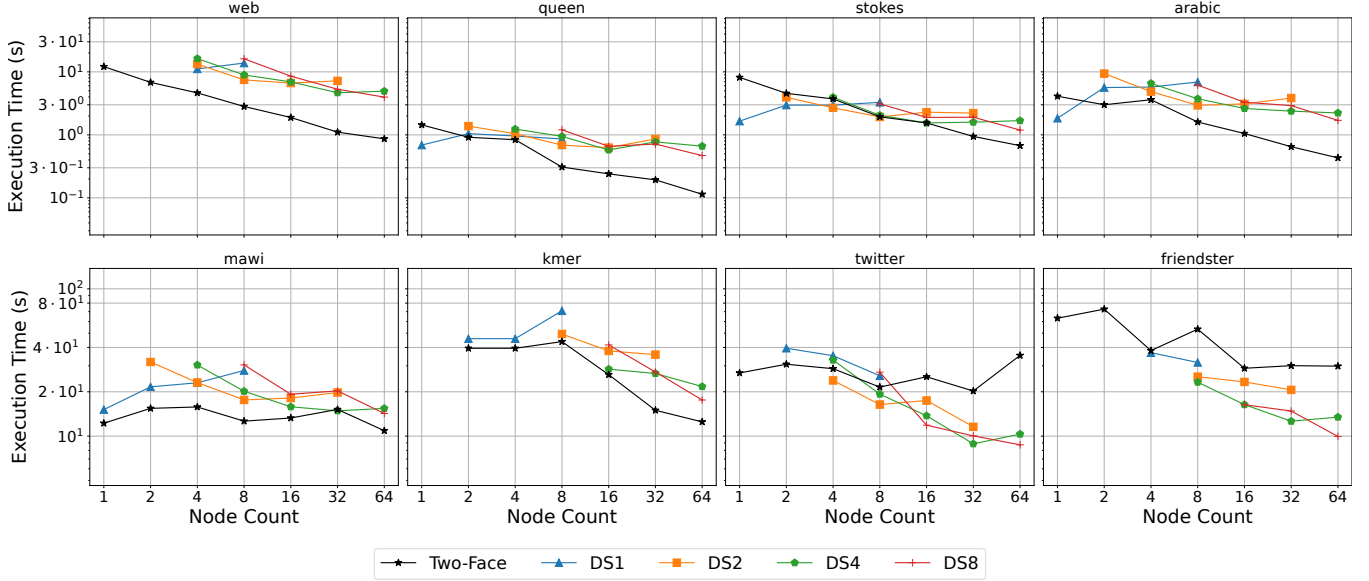 web queen stokes arabic
Execution Time (s)
3 · 10¹
10¹
3 · 10⁰
10⁰
3 · 10⁻¹
10⁻¹
mawi kmer twitter friendster
Execution Time (s)
10²
8 · 10¹
4 · 10¹
2 · 10¹
10¹
1 2 4 8 16 32 64 1 2 4 8 16 32 64 1 2 4 8 16 32 64 1 2 4 8 16 32 64
Node Count Node Count Node Count Node Count
Two-Face DS1 DS2 DS4 DS8